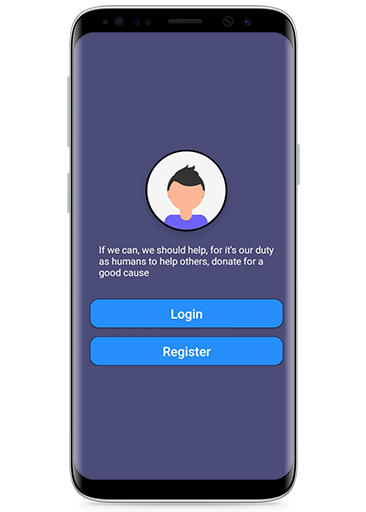 If we can, we should help, for it's our duty
as humans to help others, donate for a
good cause
Login
Register